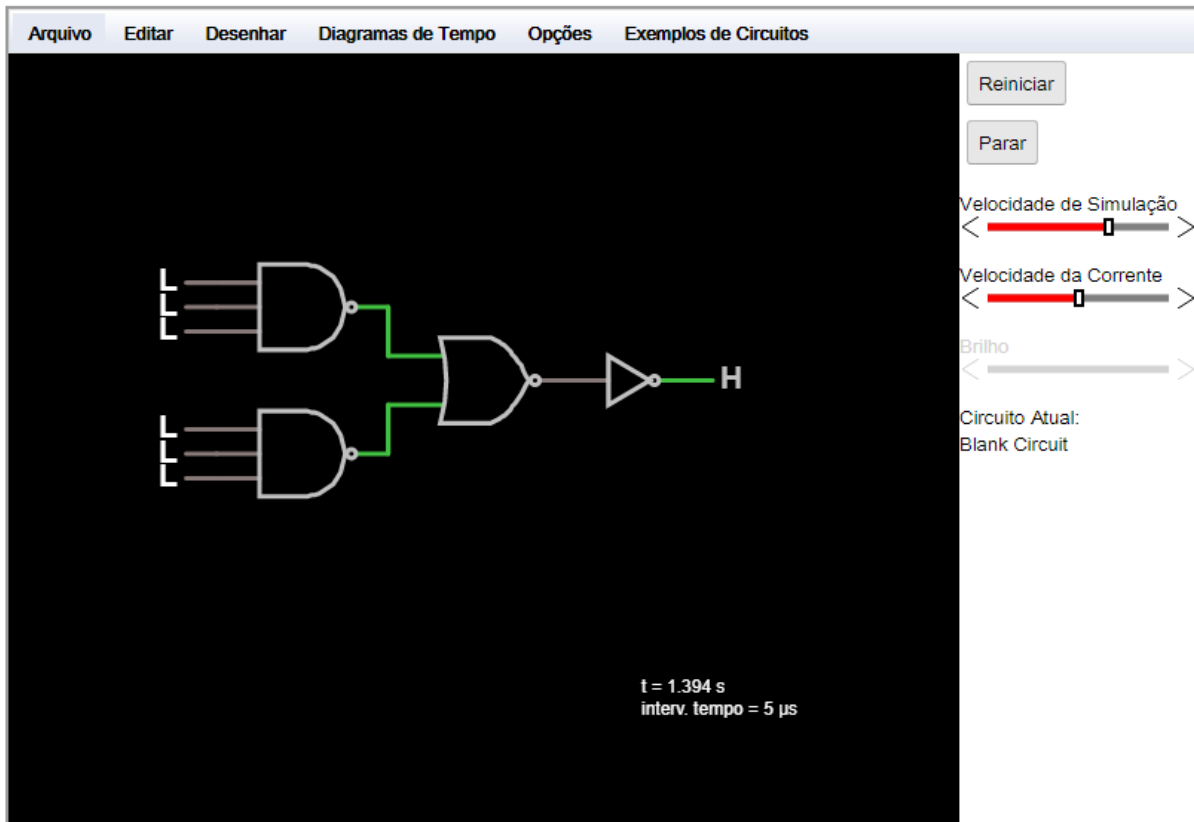 Arquivo Editar Desenhar Diagramas de Tempo Opções Exemplos de Circuitos
Reiniciar
Parar
Velocidade de Simulação
Velocidade da Corrente
Brilho
Circuito Atual:
Blank Circuit
L
L
L
H
L
L
L
t = 1.394 s
interv. tempo = 5 µs